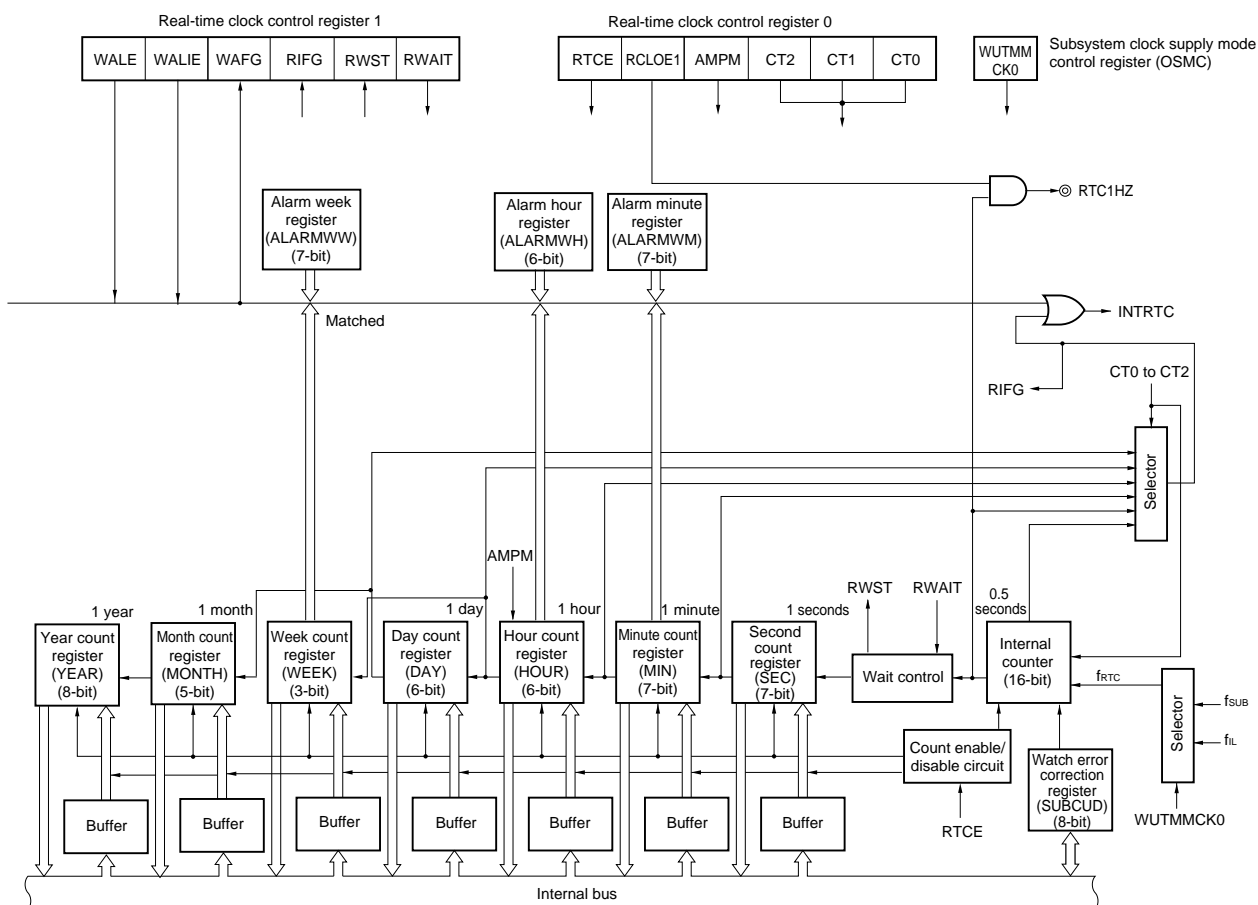 Real-time clock control register 1
Real-time clock control register 0
WALE
WALIE
WAFG
RIFG
RWST
RWAIT
RTCE
RCLOE1
AMPM
CT2
CT1
CT0
WUTMM
CK0
Subsystem clock supply mode
control register (OSMC)
RTC1HZ
Alarm week
register
(ALARMWW)
(7-bit)
Alarm hour
register
(ALARMWH)
(6-bit)
Alarm minute
register
(ALARMWM)
(7-bit)
Matched
INTRTC
RIFG
CT0 to CT2
Selector
AMPM
RWST
RWAIT
1 year
1 month
1 day
1 hour
1 minute
1 seconds
0.5
seconds
Year count
register
(YEAR)
(8-bit)
Month count
register
(MONTH)
(5-bit)
Week count
register
(WEEK)
(3-bit)
Day count
register
(DAY)
(6-bit)
Hour count
register
(HOUR)
(6-bit)
Minute count
register
(MIN)
(7-bit)
Second
count
register
(SEC)
(7-bit)
Wait control
Internal
counter
(16-bit)
fRTC
fSUB
fIL
Selector
WUTMMCK0
Count enable/
disable circuit
RTCE
Watch error
correction
register
(SUBCUD)
(8-bit)
Buffer
Buffer
Buffer
Buffer
Buffer
Buffer
Buffer
Internal bus